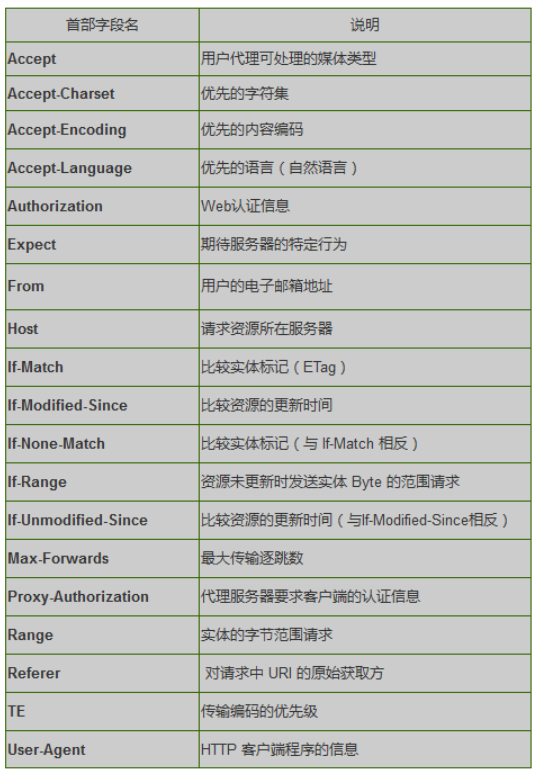 首部字段名 说明
Accept 用户代理可处理的媒体类型
Accept-Charset 优先的字符集
Accept-Encoding 优先的内容编码
Accept-Language 优先的语言（自然语言）
Authorization Web认证信息
Expect 期待服务器的特定行为
From 用户的电子邮箱地址
Host 请求资源所在服务器
If-Match 比较实体标记（ETag）
If-Modified-Since 比较资源的更新时间
If-None-Match 比较实体标记（与 If-Match 相反）
If-Range 资源未更新时发送实体 Byte 的范围请求
If-Unmodified-Since 比较资源的更新时间（与If-Modified-Since相反）
Max-Forwards 最大传输逐跳数
Proxy-Authorization 代理服务器要求客户端的认证信息
Range 实体的字节范围请求
Referer 对请求中 URI 的原始获取方
TE 传输编码的优先级
User-Agent HTTP 客户端程序的信息